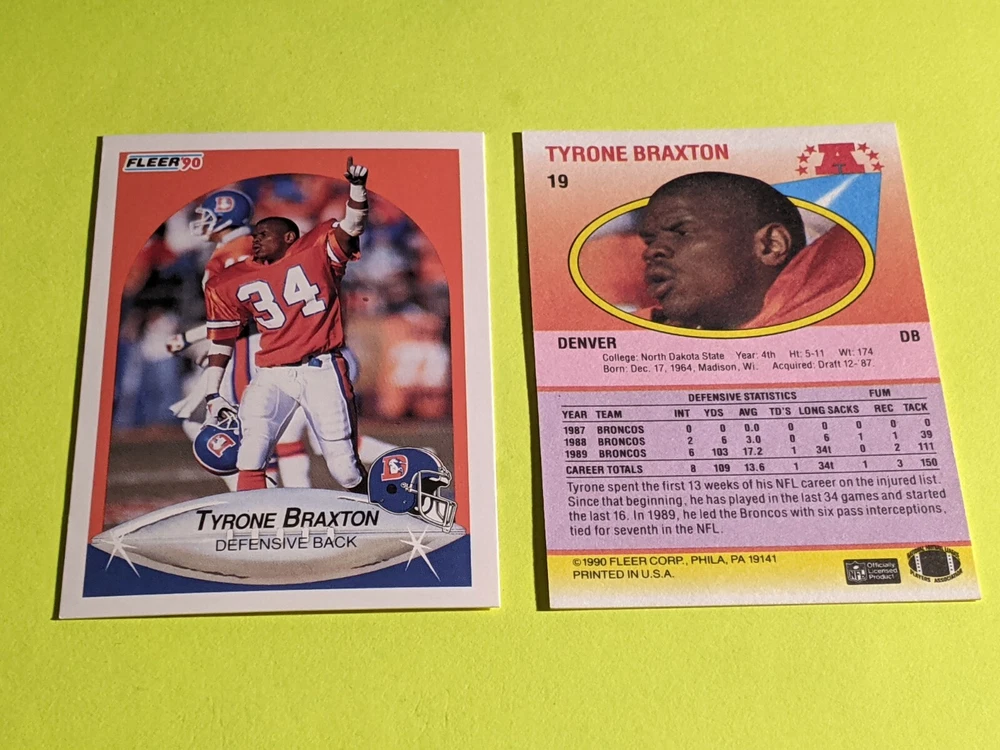 FLEER '90
34
D
D
TYRONE BRAXTON
DEFENSIVE BACK
TYRONE BRAXTON
A
19
DENVER DB
College: North Dakota State Year: 4th Ht: 5-11 Wt: 174
Born: Dec. 17, 1964, Madison, Wi. Acquired: Draft 12-'87
DEFENSIVE STATISTICS FUM
YEAR TEAM INT YDS AVG TD'S LONG SACKS REC TACK
1987 BRONCOS 0 0 0.0 0 0 0 0 0
1988 BRONCOS 2 6 3.0 0 6 1 1 39
1989 BRONCOS 6 103 17.2 1 34t 0 2 111
CAREER TOTALS 8 109 13.6 1 34t 1 3 150
Tyrone spent the first 13 weeks of his NFL career on the injured list.
Since that beginning, he has played in the last 34 games and started
the last 16. In 1989, he led the Broncos with six pass interceptions,
tied for seventh in the NFL.
©1990 FLEER CORP., PHILA, PA 19141
PRINTED IN U.S.A.
NFL
Officially
Licensed
Product
PLAYERS ASSOCIATION